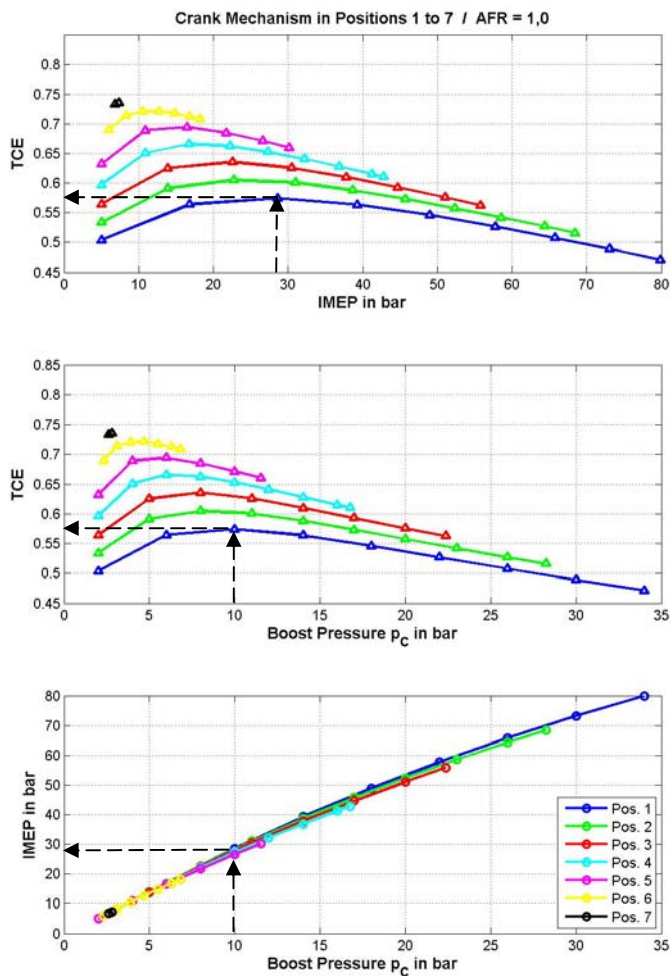 Crank Mechanism in Positions 1 to 7 / AFR = 1,0
TCE
0.8
0.75
0.7
0.65
0.6
0.55
0.5
0.45
0 10 20 30 40 50 60 70 80
IMEP in bar
TCE
0.85
0.8
0.75
0.7
0.65
0.6
0.55
0.5
0.45
0 5 10 15 20 25 30 35
Boost Pressure pC in bar
IMEP in bar
80
70
60
50
40
30
20
10
0
Pos. 1
Pos. 2
Pos. 3
Pos. 4
Pos. 5
Pos. 6
Pos. 7
0 5 10 15 20 25 30 35
Boost Pressure pC in bar